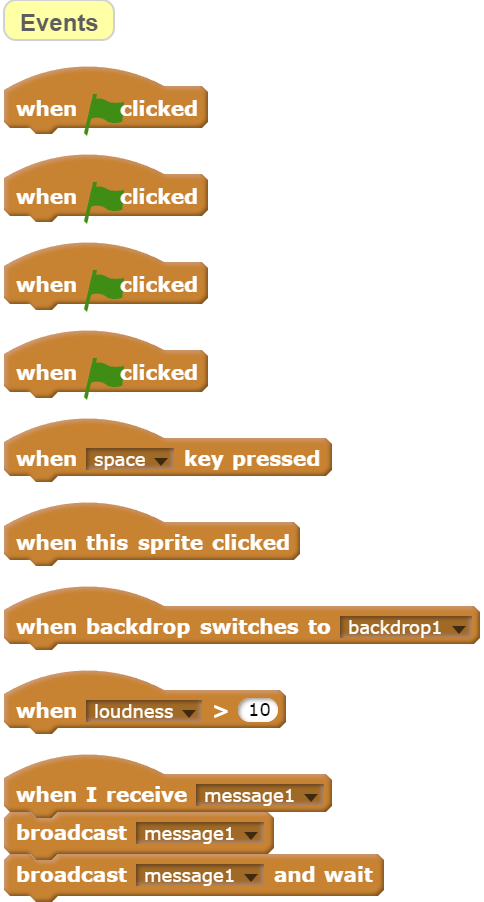 Events
when clicked
when clicked
when clicked
when clicked
when space key pressed
when this sprite clicked
when backdrop switches to backdrop1
when loudness > 10
when I receive message1
broadcast message1
broadcast message1 and wait